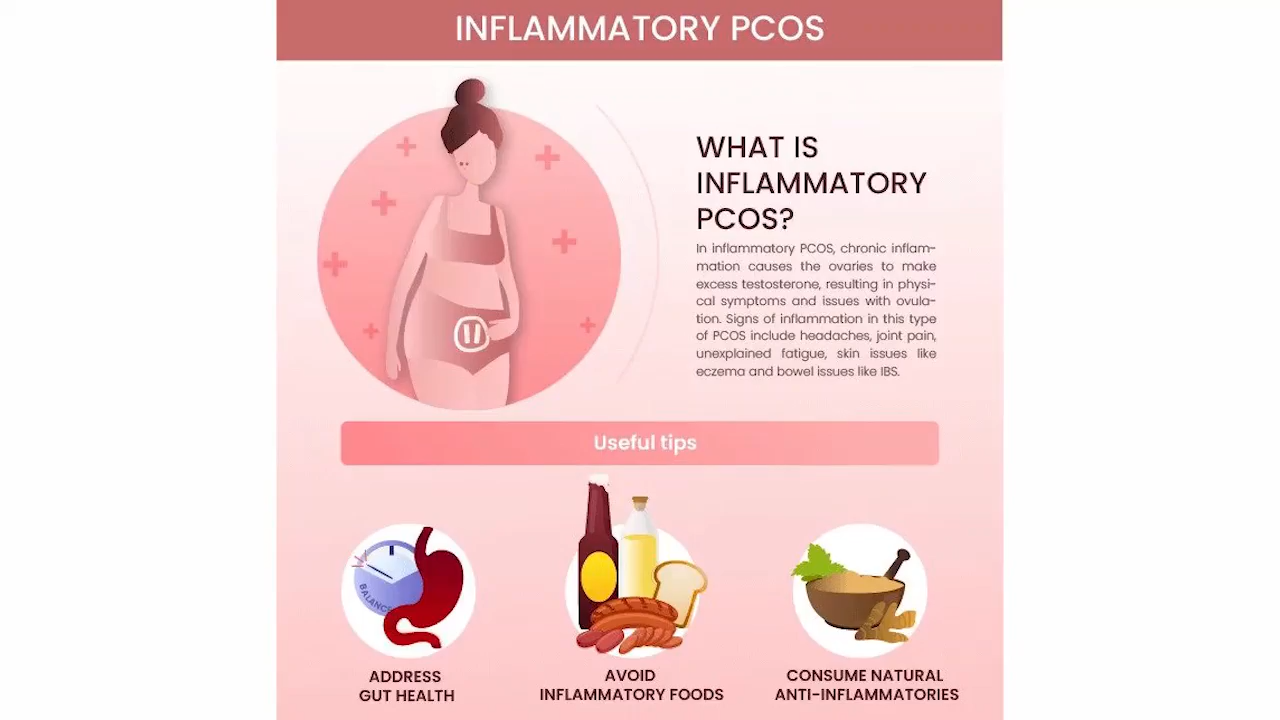 INFLAMMATORY PCOS
WHAT IS
INFLAMMATORY
PCOS?
In inflammatory PCOS, chronic inflam-
mation causes the ovaries to make
excess testosterone, resulting in physi-
cal symptoms and issues with ovula-
tion. Signs of inflammation in this type
of PCOS include headaches, joint pain,
unexplained fatigue, skin issues like
eczema and bowel issues like IBS.
Useful tips
BALANCE
ADDRESS
GUT HEALTH
AVOID
INFLAMMATORY FOODS
CONSUME NATURAL
ANTI-INFLAMMATORIES